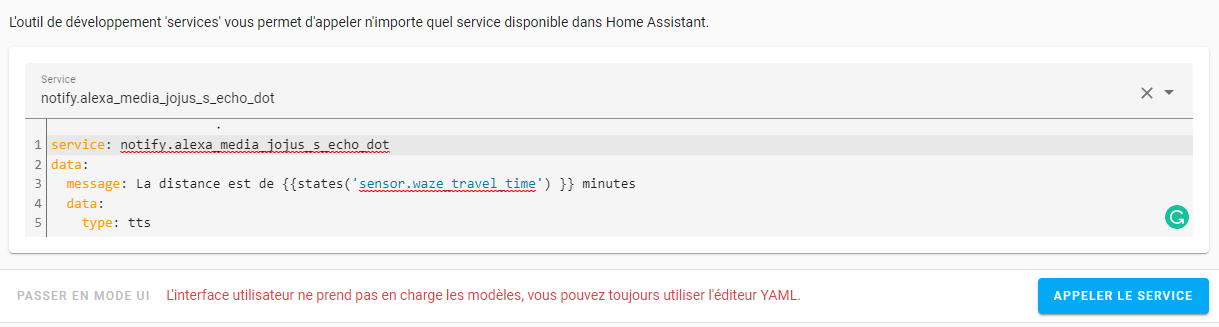 L'outil de développement 'services' vous permet d'appeler n'importe quel service disponible dans Home Assistant.
Service
notify.alexa_media_jojus_s_echo_dot
1 service: notify.alexa_media_jojus_s_echo_dot
2 data:
3   message: La distance est de {{states('sensor.waze_travel_time') }} minutes
4   data:
5     type: tts
PASSER EN MODE UI L'interface utilisateur ne prend pas en charge les modèles, vous pouvez toujours utiliser l'éditeur YAML. APPELER LE SERVICE